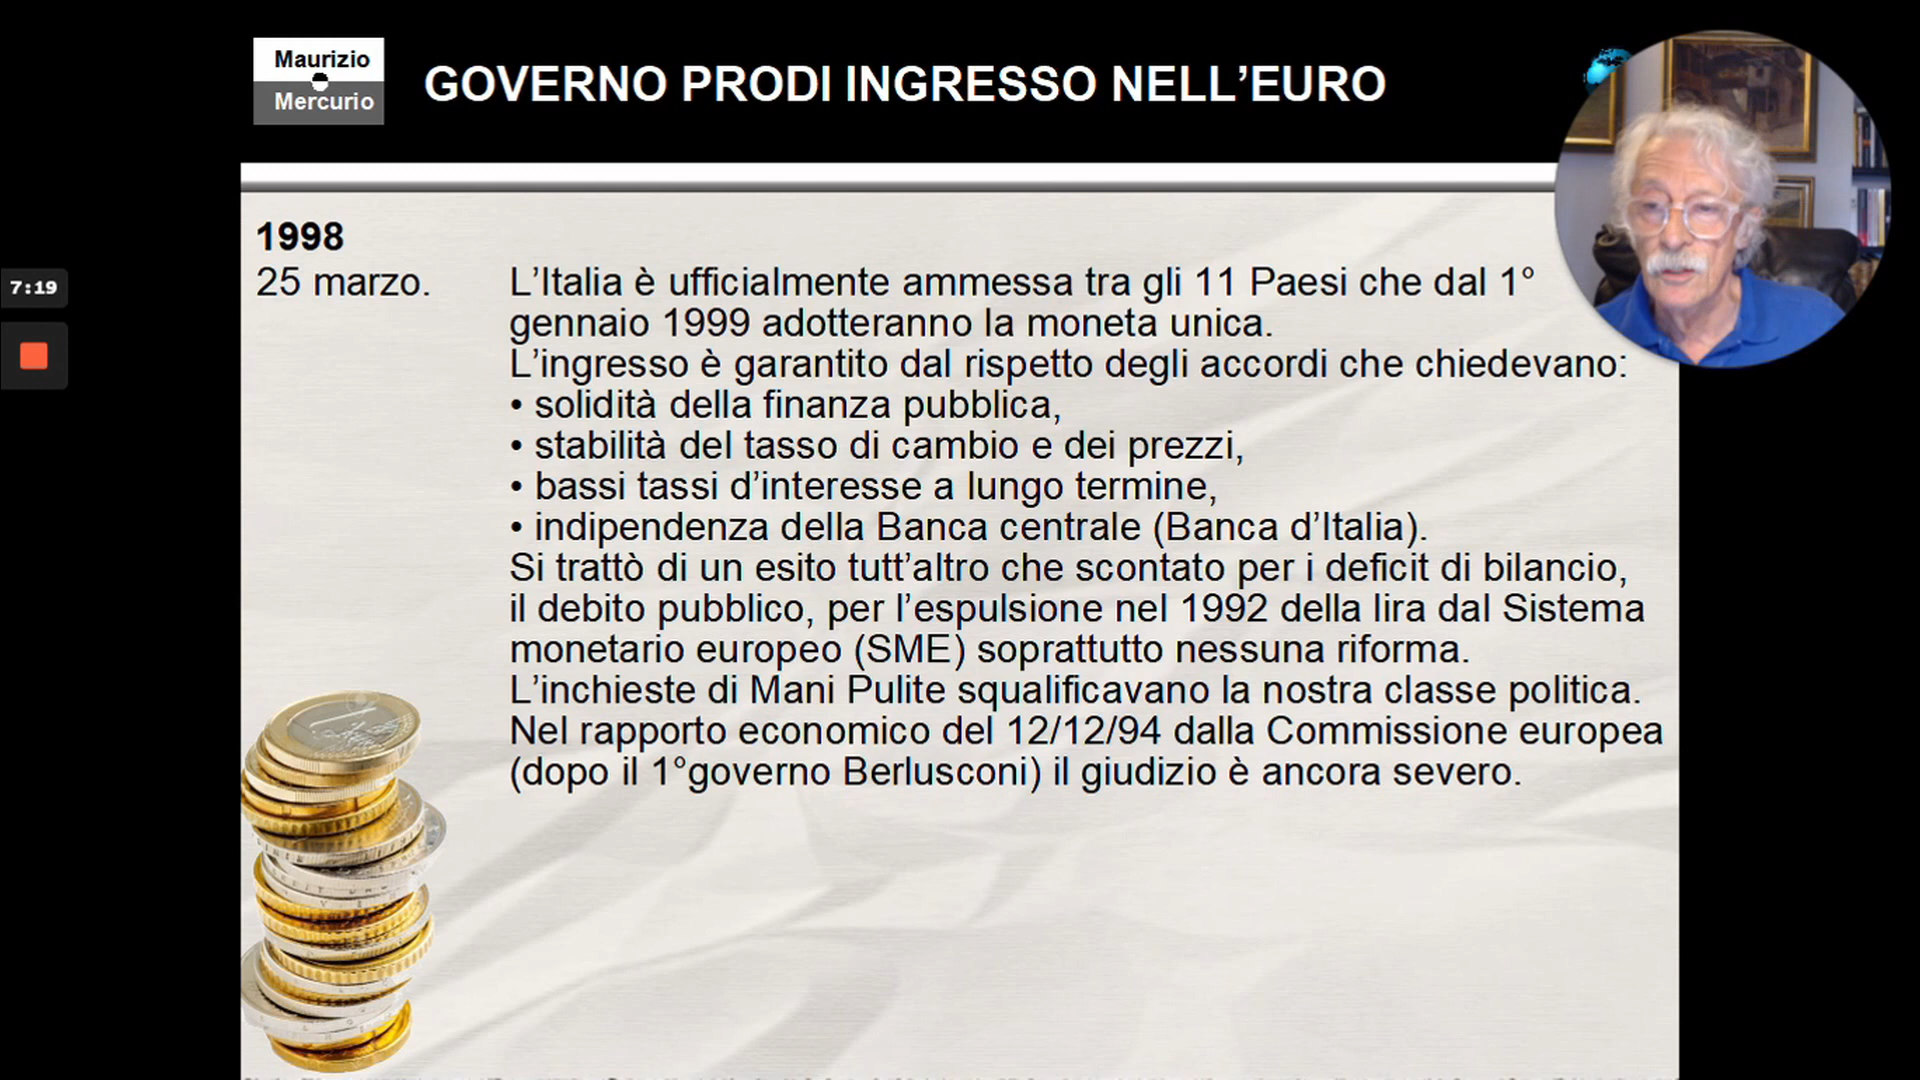 Maurizio
Mercurio
GOVERNO PRODI INGRESSO NELL’EURO
7:19
1998
25 marzo.
L’Italia è ufficialmente ammessa tra gli 11 Paesi che dal 1°
gennaio 1999 adotteranno la moneta unica.
L’ingresso è garantito dal rispetto degli accordi che chiedevano:
• solidità della finanza pubblica,
• stabilità del tasso di cambio e dei prezzi,
• bassi tassi d’interesse a lungo termine,
• indipendenza della Banca centrale (Banca d’Italia).
Si trattò di un esito tutt’altro che scontato per i deficit di bilancio,
il debito pubblico, per l’espulsione nel 1992 della lira dal Sistema
monetario europeo (SME) soprattutto nessuna riforma.
L’inchieste di Mani Pulite squalificavano la nostra classe politica.
Nel rapporto economico del 12/12/94 dalla Commissione europea
(dopo il 1°governo Berlusconi) il giudizio è ancora severo.